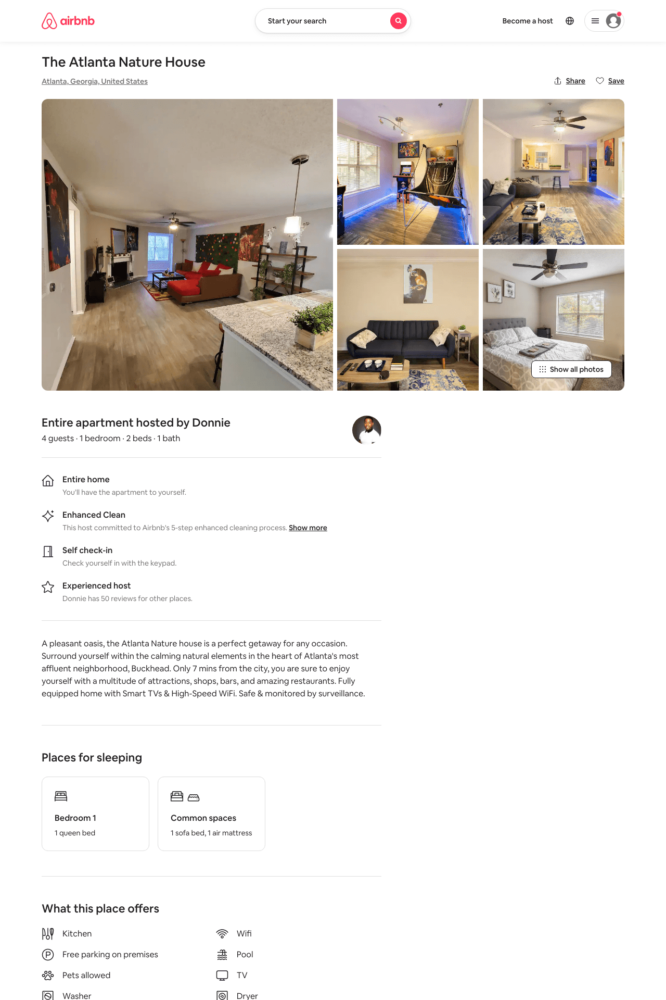 airbnb
Start your search
Become a host
The Atlanta Nature House
Atlanta, Georgia, United States
Share
Save
Show all photos
Entire apartment hosted by Donnie
4 guests · 1 bedroom · 2 beds · 1 bath
Entire home
You'll have the apartment to yourself.
Enhanced Clean
This host committed to Airbnb's 5-step enhanced cleaning process. Show more
Self check-in
Check yourself in with the keypad.
Experienced host
Donnie has 50 reviews for other places.
A pleasant oasis, the Atlanta Nature house is a perfect getaway for any occasion.
Surround yourself within the calming natural elements in the heart of Atlanta's most
affluent neighborhood, Buckhead. Only 7 mins from the city, you are sure to enjoy
yourself with a multitude of attractions, shops, bars, and amazing restaurants. Fully
equipped home with Smart TVs & High-Speed WiFi. Safe & monitored by surveillance.
Places for sleeping
Bedroom 1
1 queen bed
Common spaces
1 sofa bed, 1 air mattress
What this place offers
Kitchen
Wifi
Free parking on premises
Pool
Pets allowed
TV
Washer
Dryer